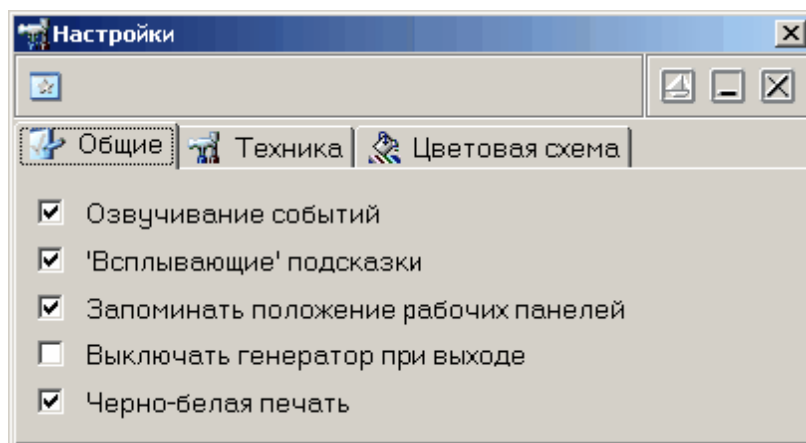 Настройки
Общие Техника Цветовая схема
Озвучивание событий
'Всплывающие' подсказки
Запоминать положение рабочих панелей
Выключать генератор при выходе
Черно-белая печать